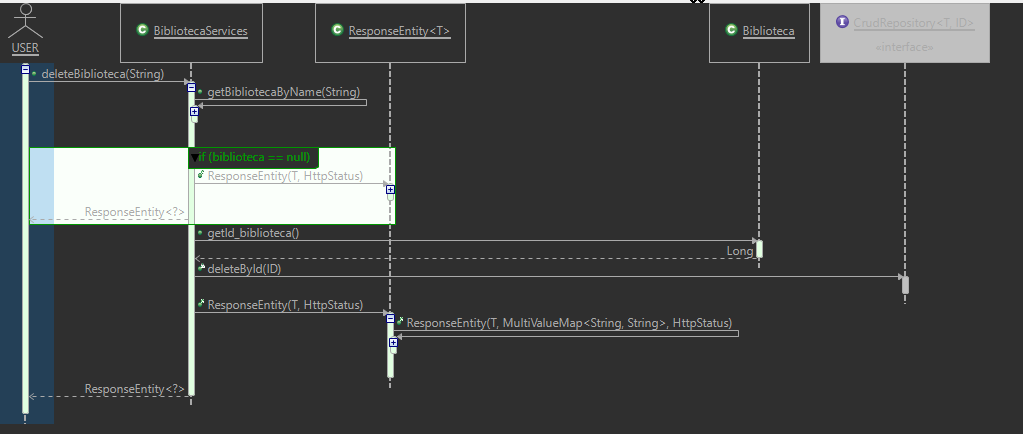 USER
C BibliotecaServices
C ResponseEntity<T>
C Biblioteca
I CrudRepository<T, ID>
«interface»
deleteBiblioteca(String)
getBibliotecaByName(String)
if (biblioteca == null)
ResponseEntity(T, HttpStatus)
ResponseEntity<?>
getId_biblioteca()
Long
deleteById(ID)
ResponseEntity(T, HttpStatus)
ResponseEntity(T, MultiValueMap<String, String>, HttpStatus)
ResponseEntity<?>